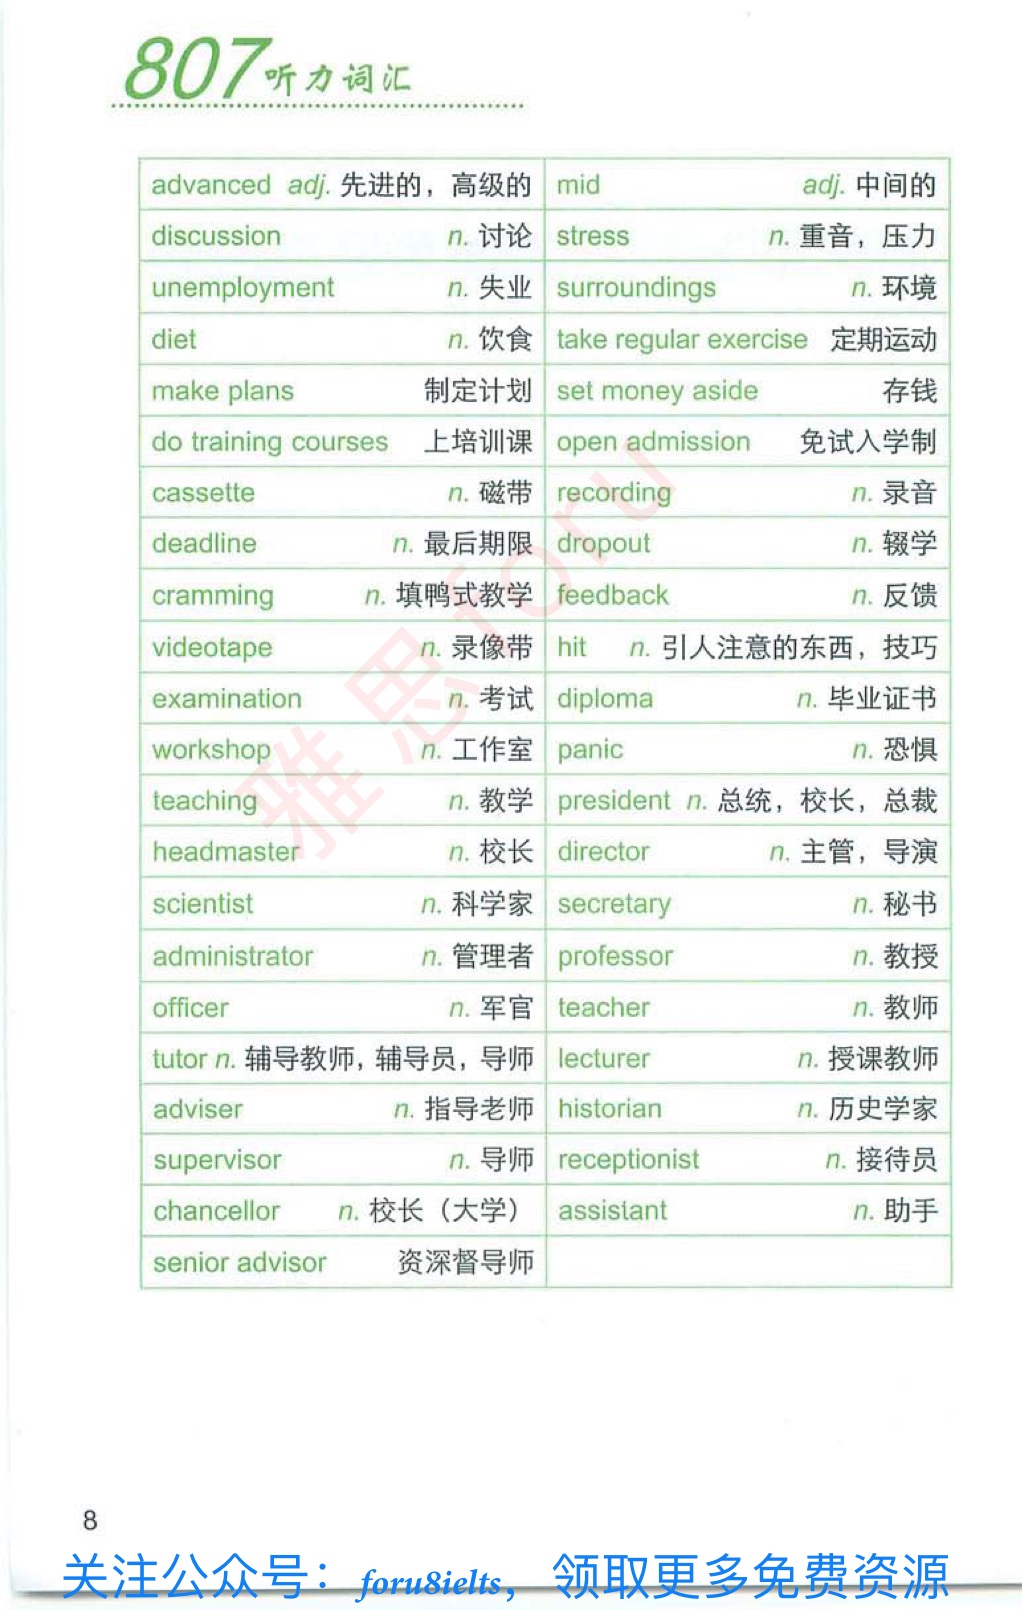 807听力词汇
advanced adj. 先进的，高级的 mid adj. 中间的
discussion n. 讨论 stress n. 重音，压力
unemployment n. 失业 surroundings n. 环境
diet n. 饮食 take regular exercise 定期运动
make plans 制定计划 set money aside 存钱
do training courses 上培训课 open admission 免试入学制
cassette n. 磁带 recording n. 录音
deadline n. 最后期限 dropout n. 辍学
cramming n. 填鸭式教学 feedback n. 反馈
videotape n. 录像带 hit n. 引人注意的东西，技巧
examination n. 考试 diploma n. 毕业证书
workshop n. 工作室 panic n. 恐惧
teaching n. 教学 president n. 总统，校长，总裁
headmaster n. 校长 director n. 主管，导演
scientist n. 科学家 secretary n. 秘书
administrator n. 管理者 professor n. 教授
officer n. 军官 teacher n. 教师
tutor n. 辅导教师，辅导员，导师 lecturer n. 授课教师
adviser n. 指导老师 historian n. 历史学家
supervisor n. 导师 receptionist n. 接待员
chancellor n. 校长（大学） assistant n. 助手
senior advisor 资深督导师
雅思foru
8
关注公众号：foru8ielts，领取更多免费资源